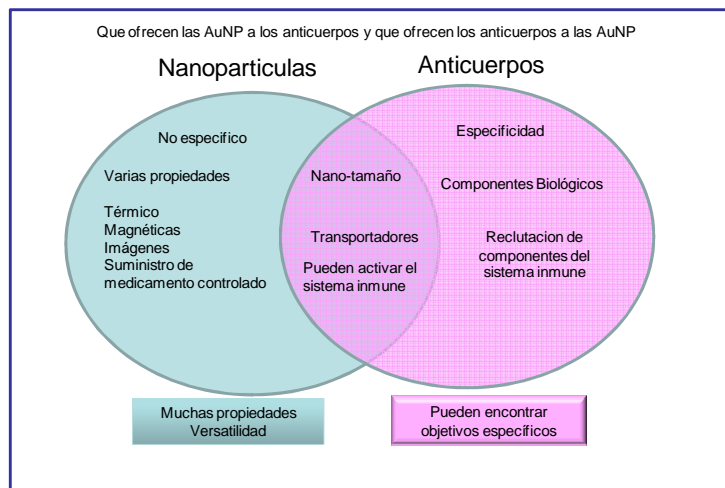 Que ofrecen las AuNP a los anticuerpos y que ofrecen los anticuerpos a las AuNP
Nanoparticulas
Anticuerpos
No especifico
Varias propiedades
Térmico
Magnéticas
Imágenes
Suministro de
medicamento controlado
Nano-tamaño
Transportadores
Pueden activar el
sistema inmune
Especificidad
Componentes Biológicos
Reclutacion de
componentes del
sistema inmune
Muchas propiedades
Versatilidad
Pueden encontrar
objetivos específicos